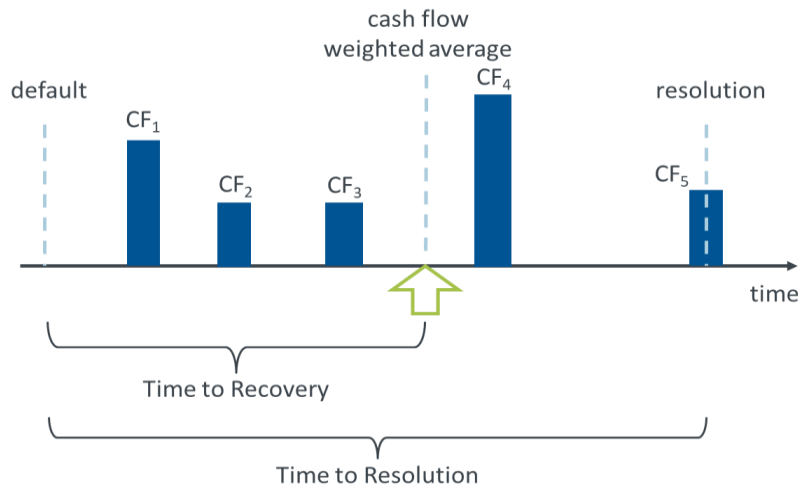 cash flow
weighted average
default
resolution
CF₁
CF₂
CF₃
CF₄
CF₅
time
Time to Recovery
Time to Resolution